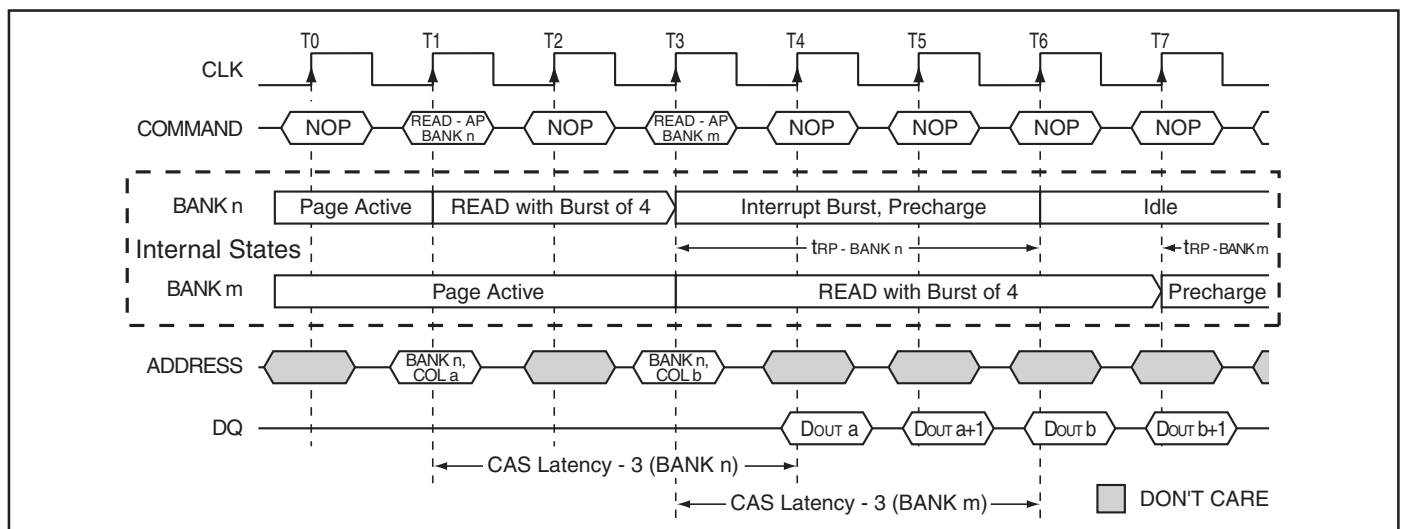 T0 T1 T2 T3 T4 T5 T6 T7
CLK
COMMAND NOP READ - AP BANK n NOP READ - AP BANK m NOP NOP NOP NOP
BANK n Page Active READ with Burst of 4 Interrupt Burst, Precharge Idle
Internal States tRP - BANK n tRP - BANK m
BANK m Page Active READ with Burst of 4 Precharge
ADDRESS BANK n, COL a BANK n, COL b
DQ DOUT a DOUT a+1 DOUT b DOUT b+1
CAS Latency - 3 (BANK n)
CAS Latency - 3 (BANK m) DON'T CARE